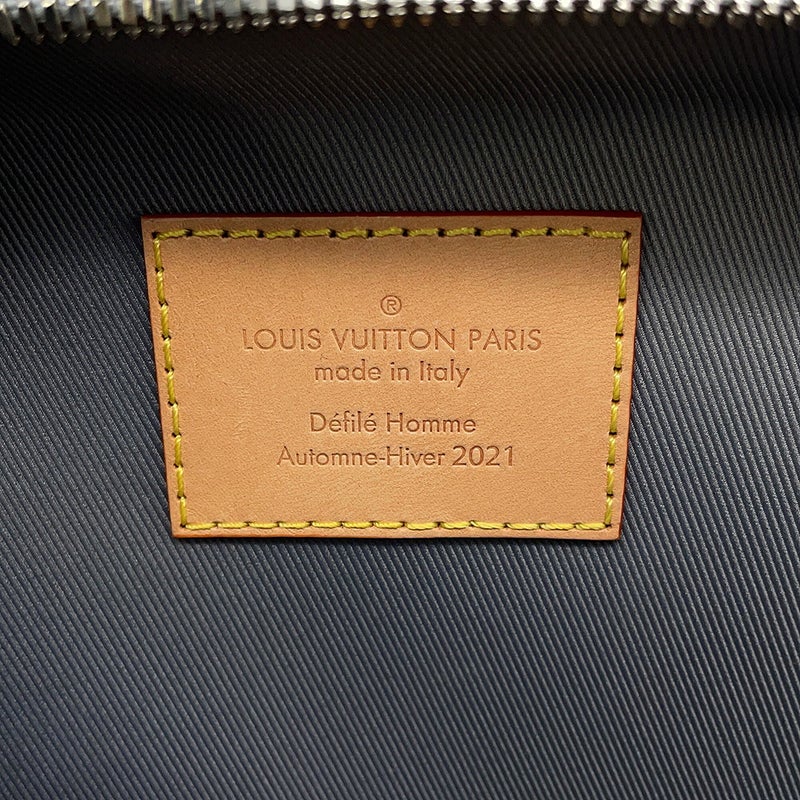 ®
LOUIS VUITTON PARIS
made in Italy
Défilé Homme
Automne-Hiver 2021